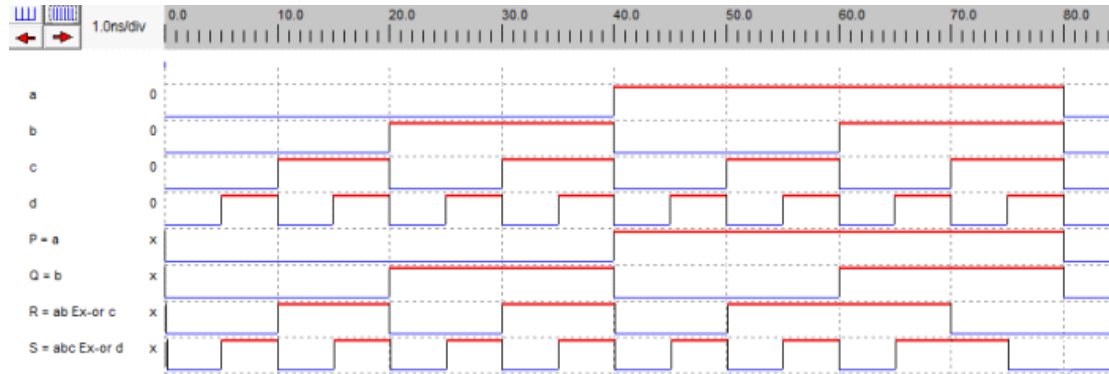 1.0ns/div
0.0 10.0 20.0 30.0 40.0 50.0 60.0 70.0 80.0
a 0
b 0
c 0
d 0
P = a x
Q = b x
R = ab Ex-or c x
S = abc Ex-or d x